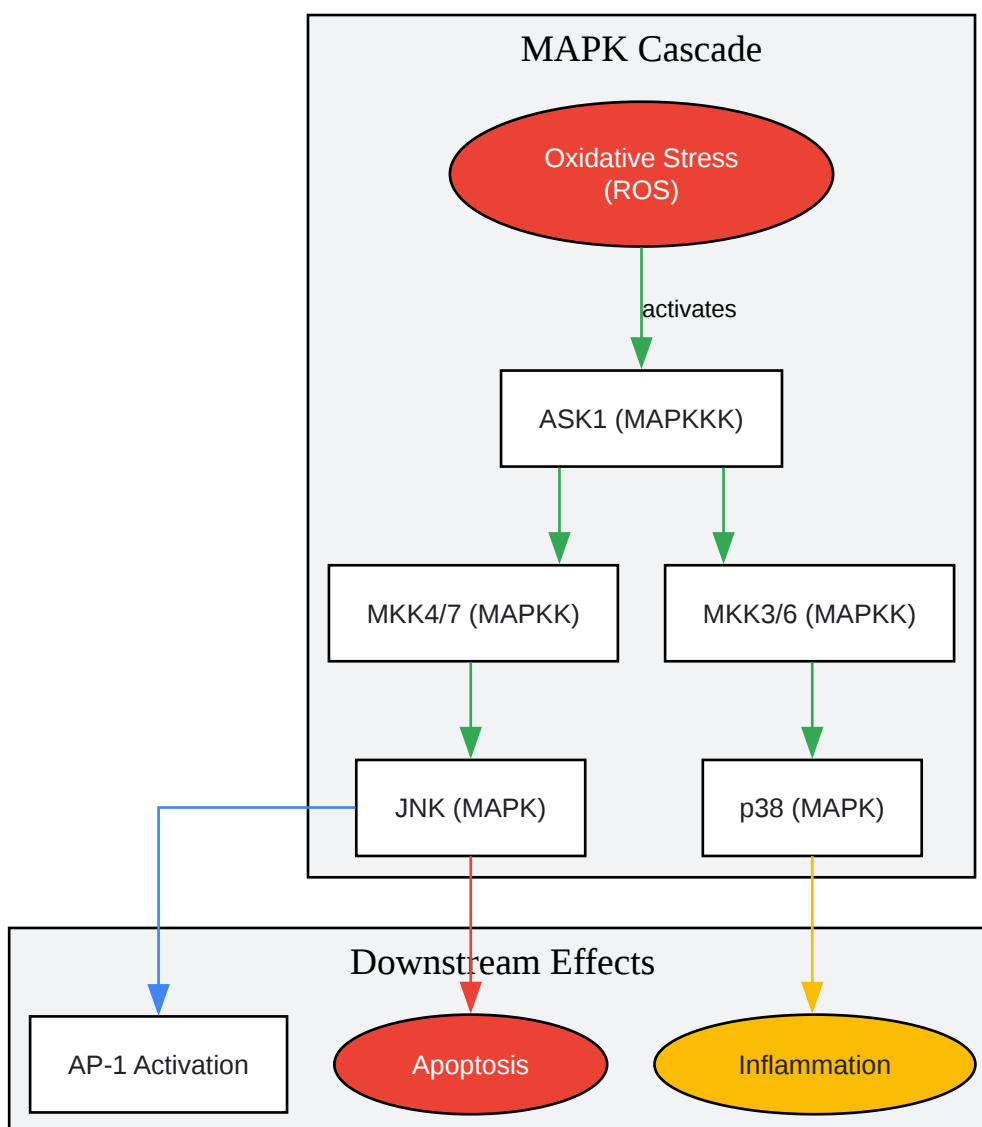 MAPK Cascade
Oxidative Stress
(ROS)
activates
ASK1 (MAPKKK)
MKK4/7 (MAPKK)
MKK3/6 (MAPKK)
JNK (MAPK)
p38 (MAPK)
Downstream Effects
AP-1 Activation
Apoptosis
Inflammation